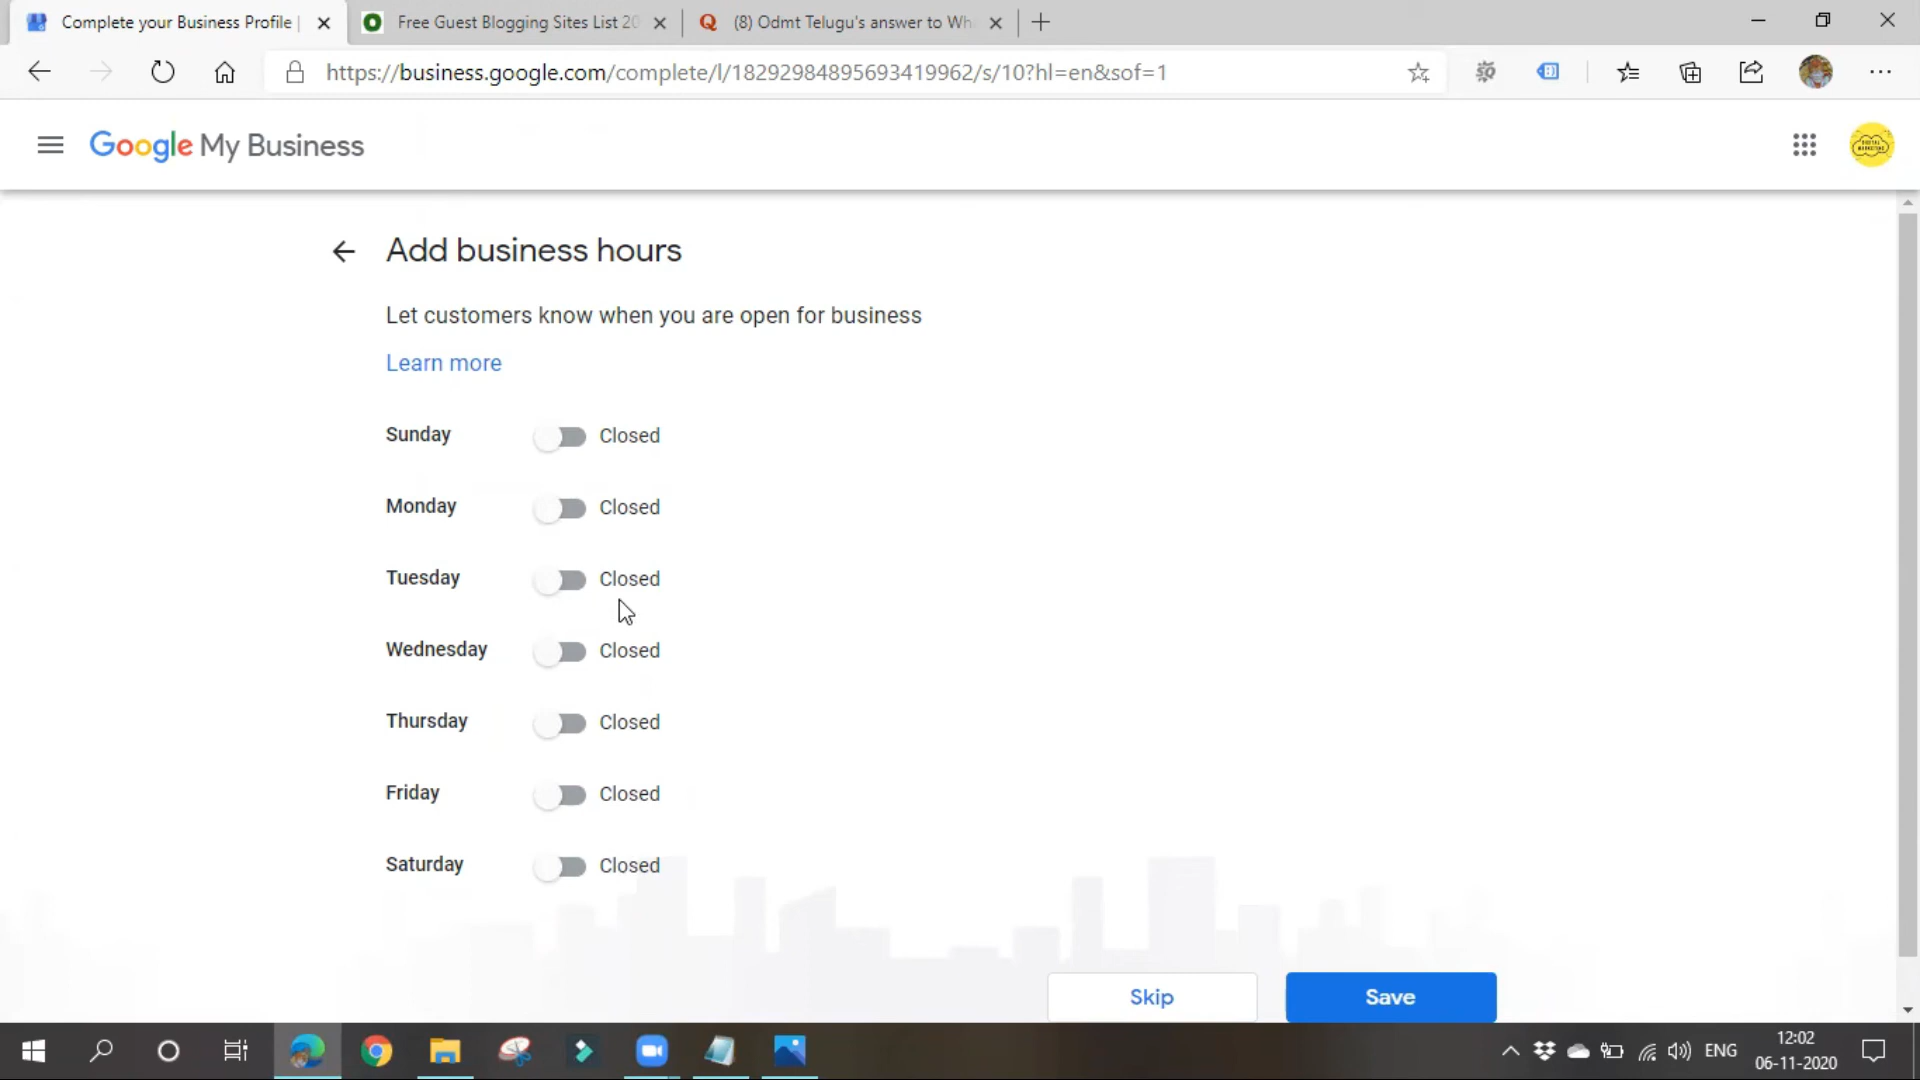 Complete your Business Profile |
Free Guest Blogging Sites List 20
Q
(8) Odmt Telugu's answer to Wh
https://business.google.com/complete/l/18292984895693419962/s/10?hl=en&sof=1
Google My Business
Add business hours
Let customers know when you are open for business
Learn more
Sunday Closed
Monday Closed
Tuesday Closed
Wednesday Closed
Thursday Closed
Friday Closed
Saturday Closed
Skip
Save
ENG
12:02
06-11-2020